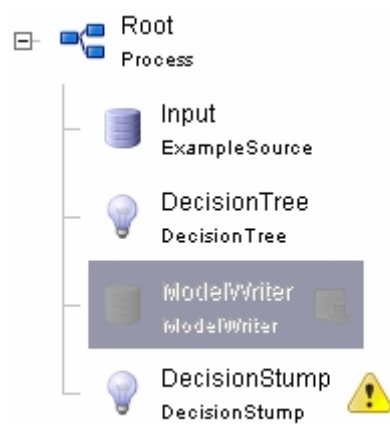 Root
Process
Input
ExampleSource
DecisionTree
DecisionTree
ModelWriter
ModelWriter
DecisionStump
DecisionStump